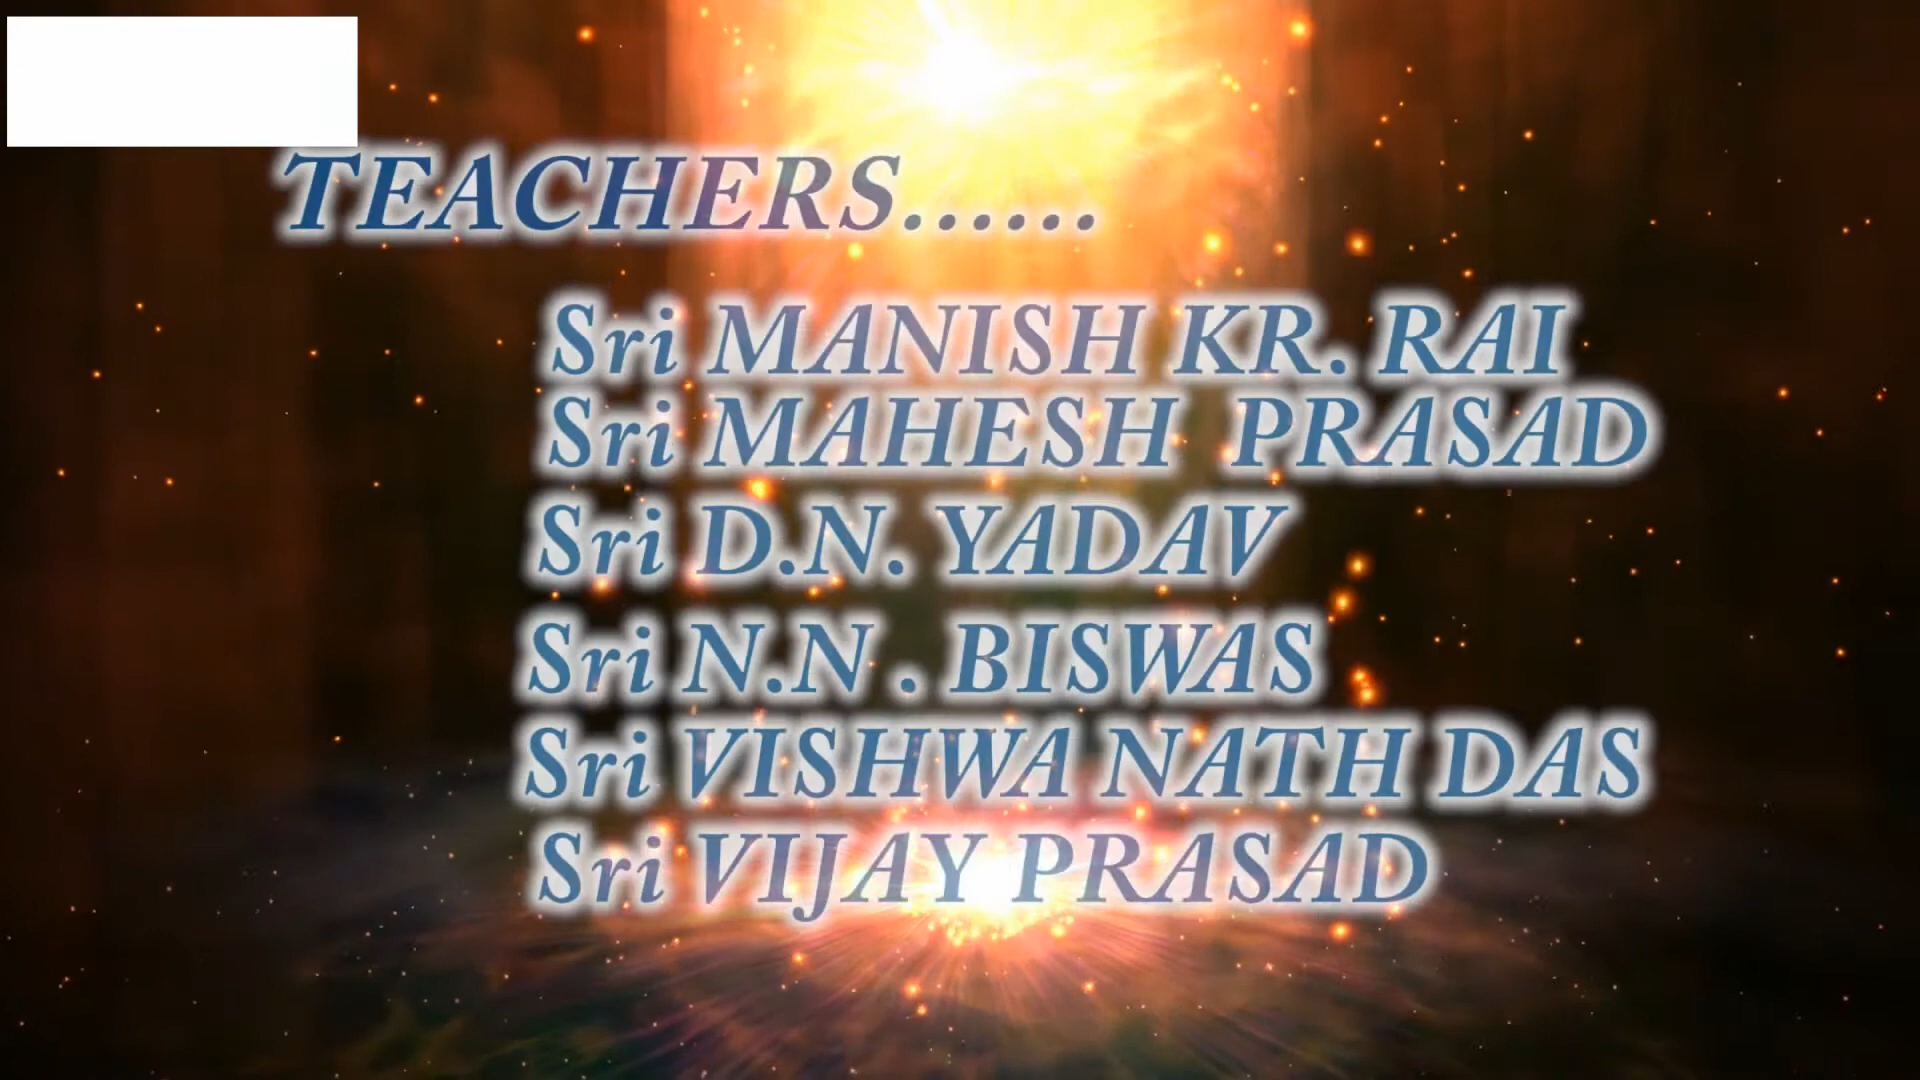 TEACHERS......
Sri MANISH KR. RAI
Sri MAHESH PRASAD
Sri D.N. YADAV
Sri N.N . BISWAS
Sri VISHWA NATH DAS
Sri VIJAY PRASAD